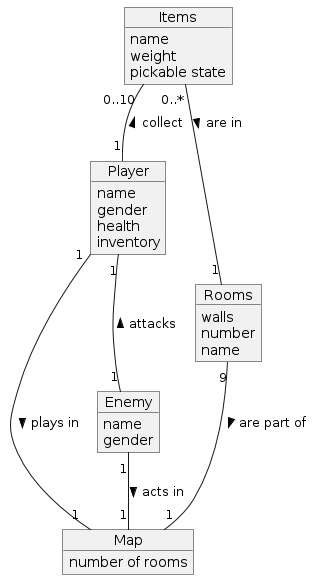 Items
name
weight
pickable state
0..10
0..*
collect
are in
1
Player
name
gender
health
inventory
1
1
1
Rooms
walls
number
name
attacks
1
9
Enemy
name
gender
plays in
are part of
1
acts in
1
1
1
Map
number of rooms